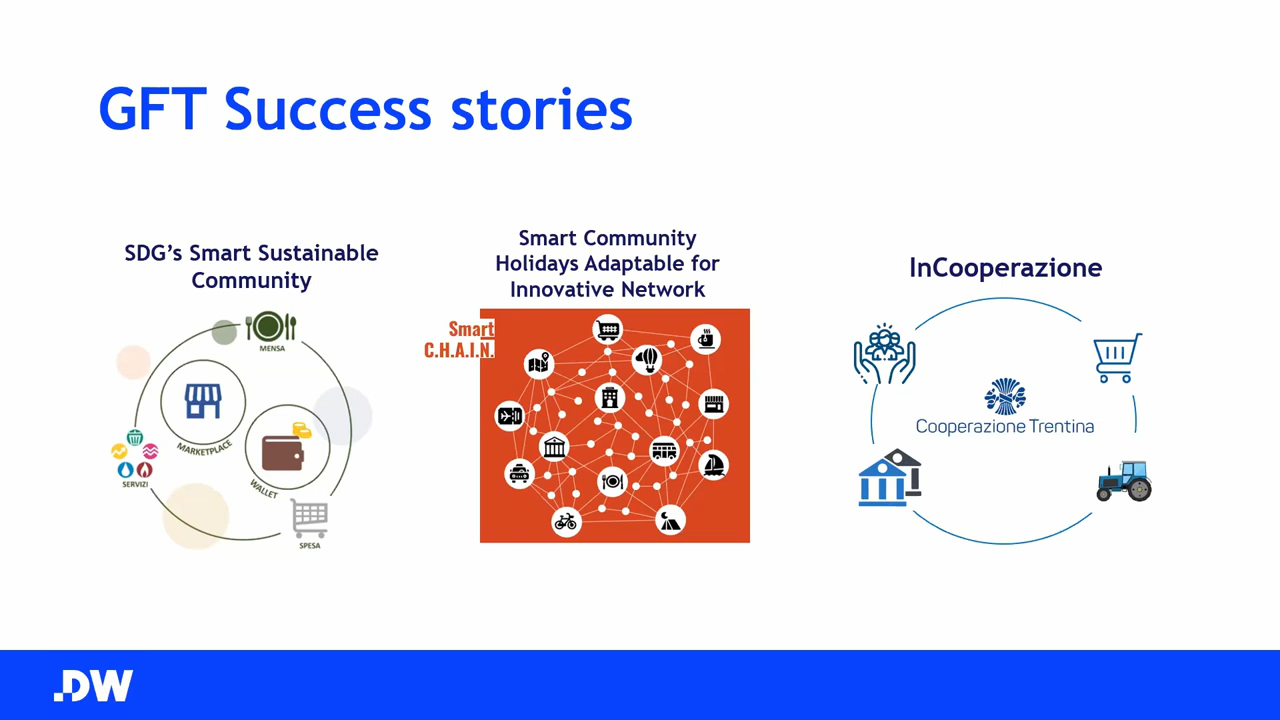 GFT Success stories
SDG’s Smart Sustainable
Community
MENSA
MARKETPLACE
WALLET
SERVIZI
SPESA
Smart Community
Holidays Adaptable for
Innovative Network
Smart
C.H.A.I.N.
InCooperazione
Cooperazione Trentina
.DW